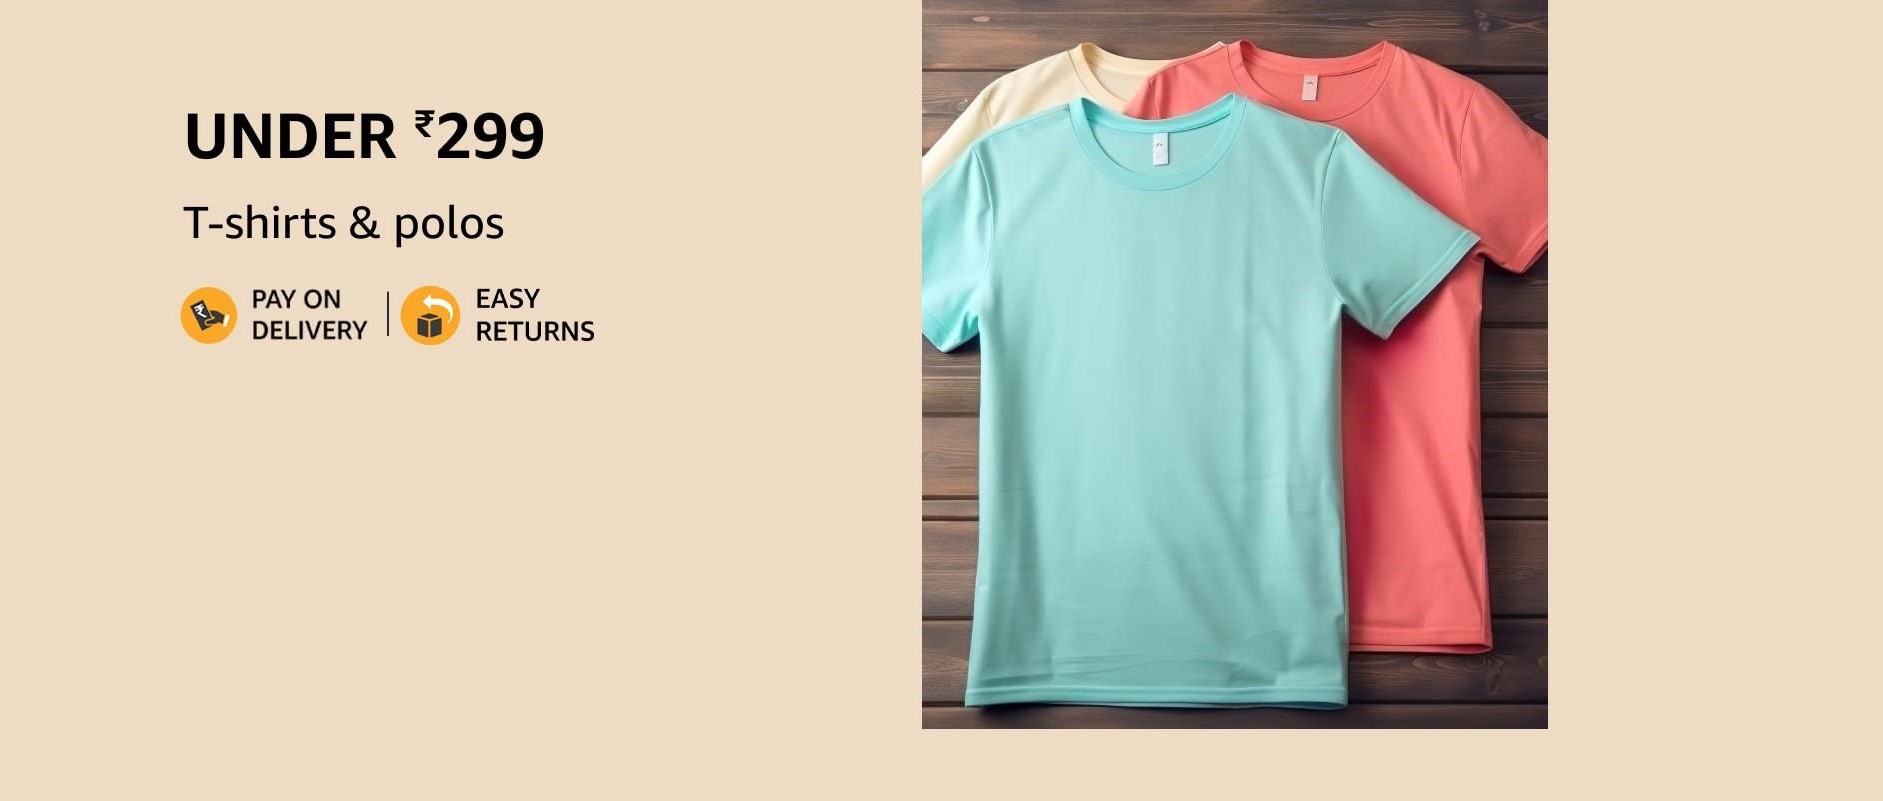 UNDER ₹299
T-shirts & polos
PAY ON
DELIVERY
EASY
RETURNS